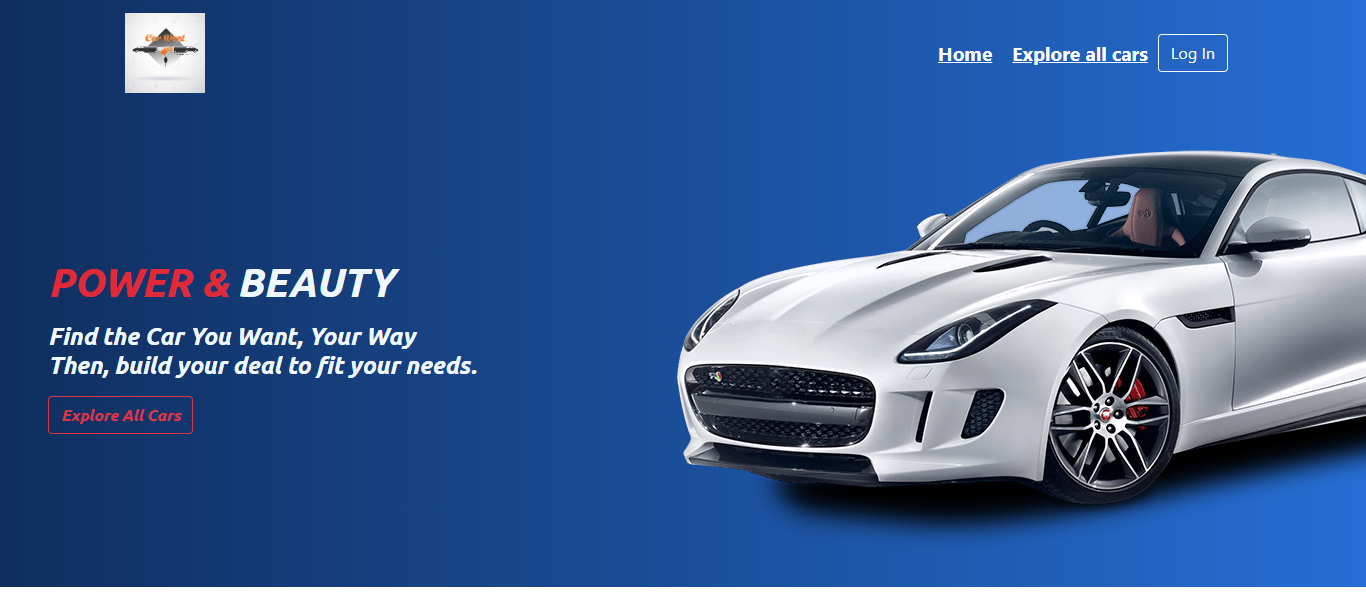 Home Explore all cars Log In
POWER & BEAUTY
Find the Car You Want, Your Way
Then, build your deal to fit your needs.
Explore All Cars